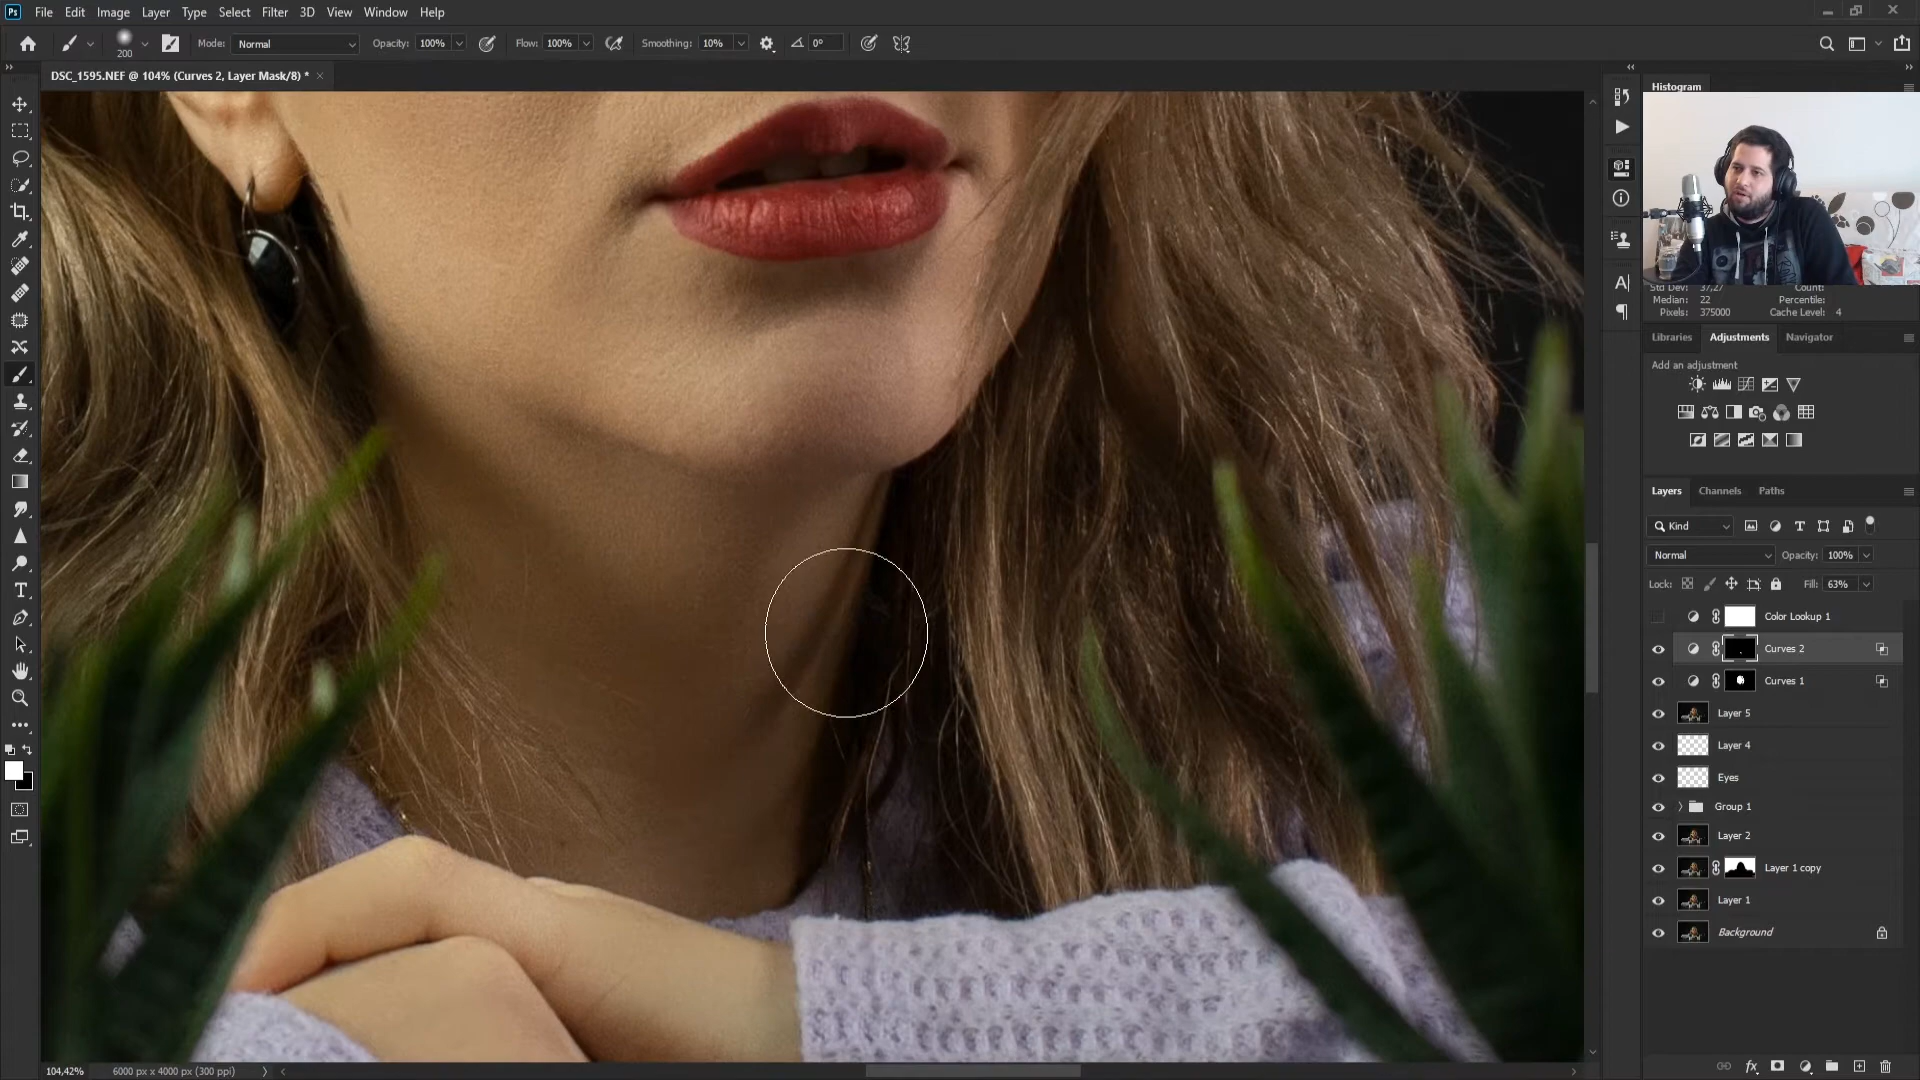 Ps File Edit Image Layer Type Select Filter 3D View Window Help
200 Mode: Normal Opacity: 100% Flow: 100% Smoothing: 10% 0°
DSC_1595.NEF @ 104% (Curves 2, Layer Mask/8) * ×
Histogram
Std Dev: 37,27 Count:
Median: 22 Percentile:
Pixels: 375000 Cache Level: 4
Libraries Adjustments Navigator
Add an adjustment
Layers Channels Paths
Kind
Normal Opacity: 100%
Lock: Fill: 63%
Color Lookup 1
Curves 2
Curves 1
Layer 5
Layer 4
Eyes
Group 1
Layer 2
Layer 1 copy
Layer 1
Background
104,42% 6000 px x 4000 px (300 ppi)